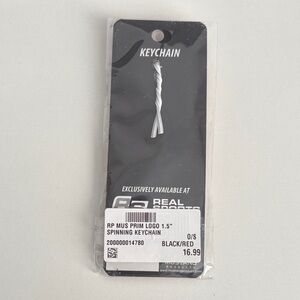 KEYCHAIN
EXCLUSIVELY AVAILABLE AT
REAL
SPORTS
RP MUS PRIM LOGO 1.5"
SPINNING KEYCHAIN
O/S
200000014780
BLACK/RED
16.99